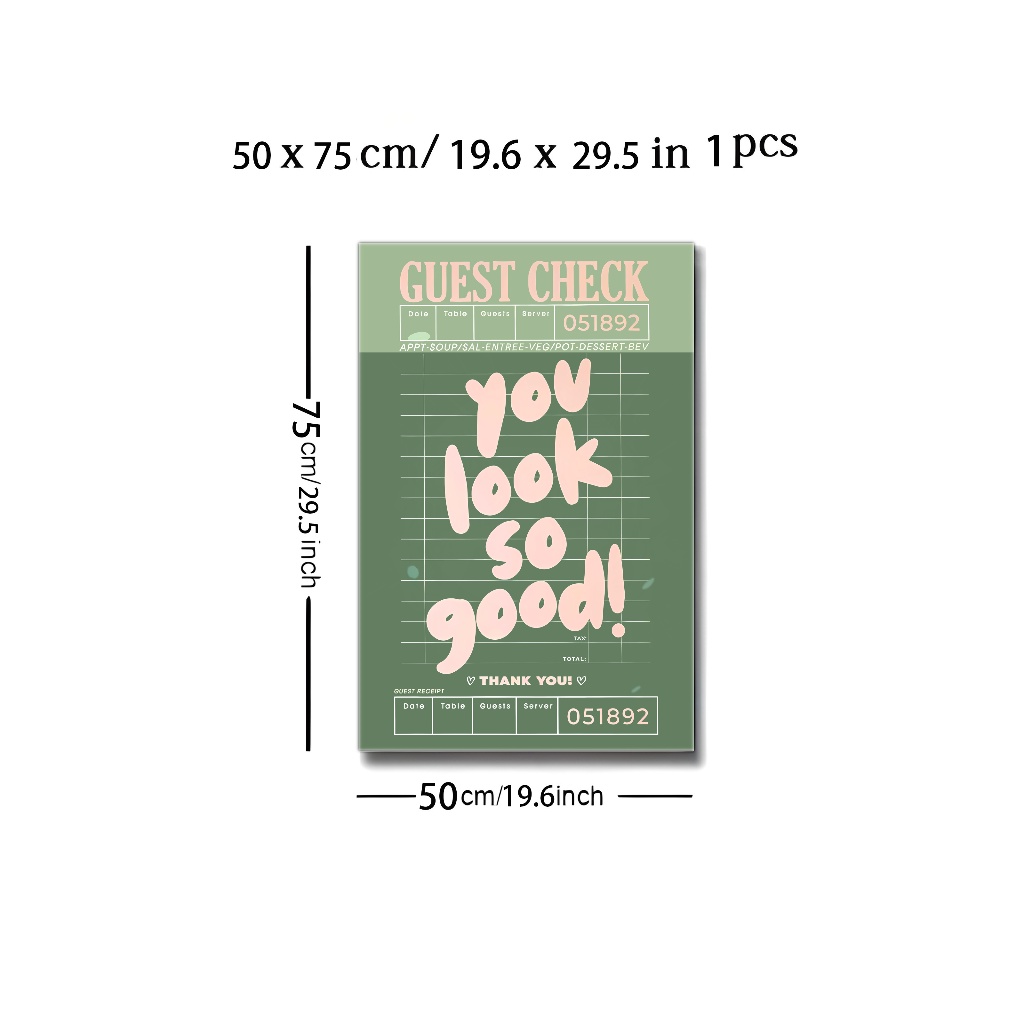 50 x 75 cm/ 19.6 x 29.5 in 1 pcs
GUEST CHECK
Date Table Guests Server 051892
APPT-SOUP/SAL-ENTREE-VEG/POT-DESSERT-BEV
you
look
so
good!
TAX
TOTAL:
♡ THANK YOU! ♡
GUEST RECEIPT
Date Table Guests Server 051892
75cm/29.5inch
50cm/19.6inch